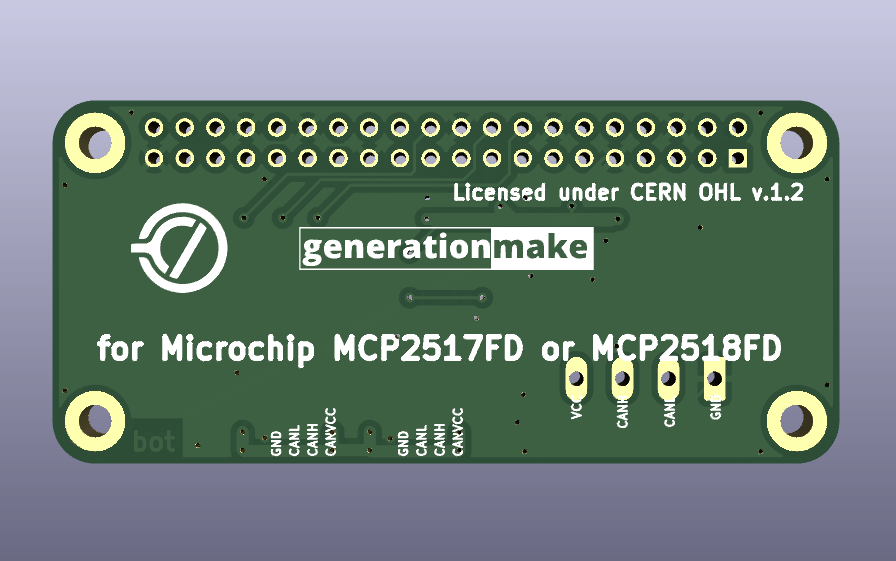 Licensed under CERN OHL v.1.2
generationmake
for Microchip MCP2517FD or MCP2518FD
VCC
CANH
CANL
GND
bot
GND
CANL
CANH
CANVCC
GND
CANL
CANH
CANVCC